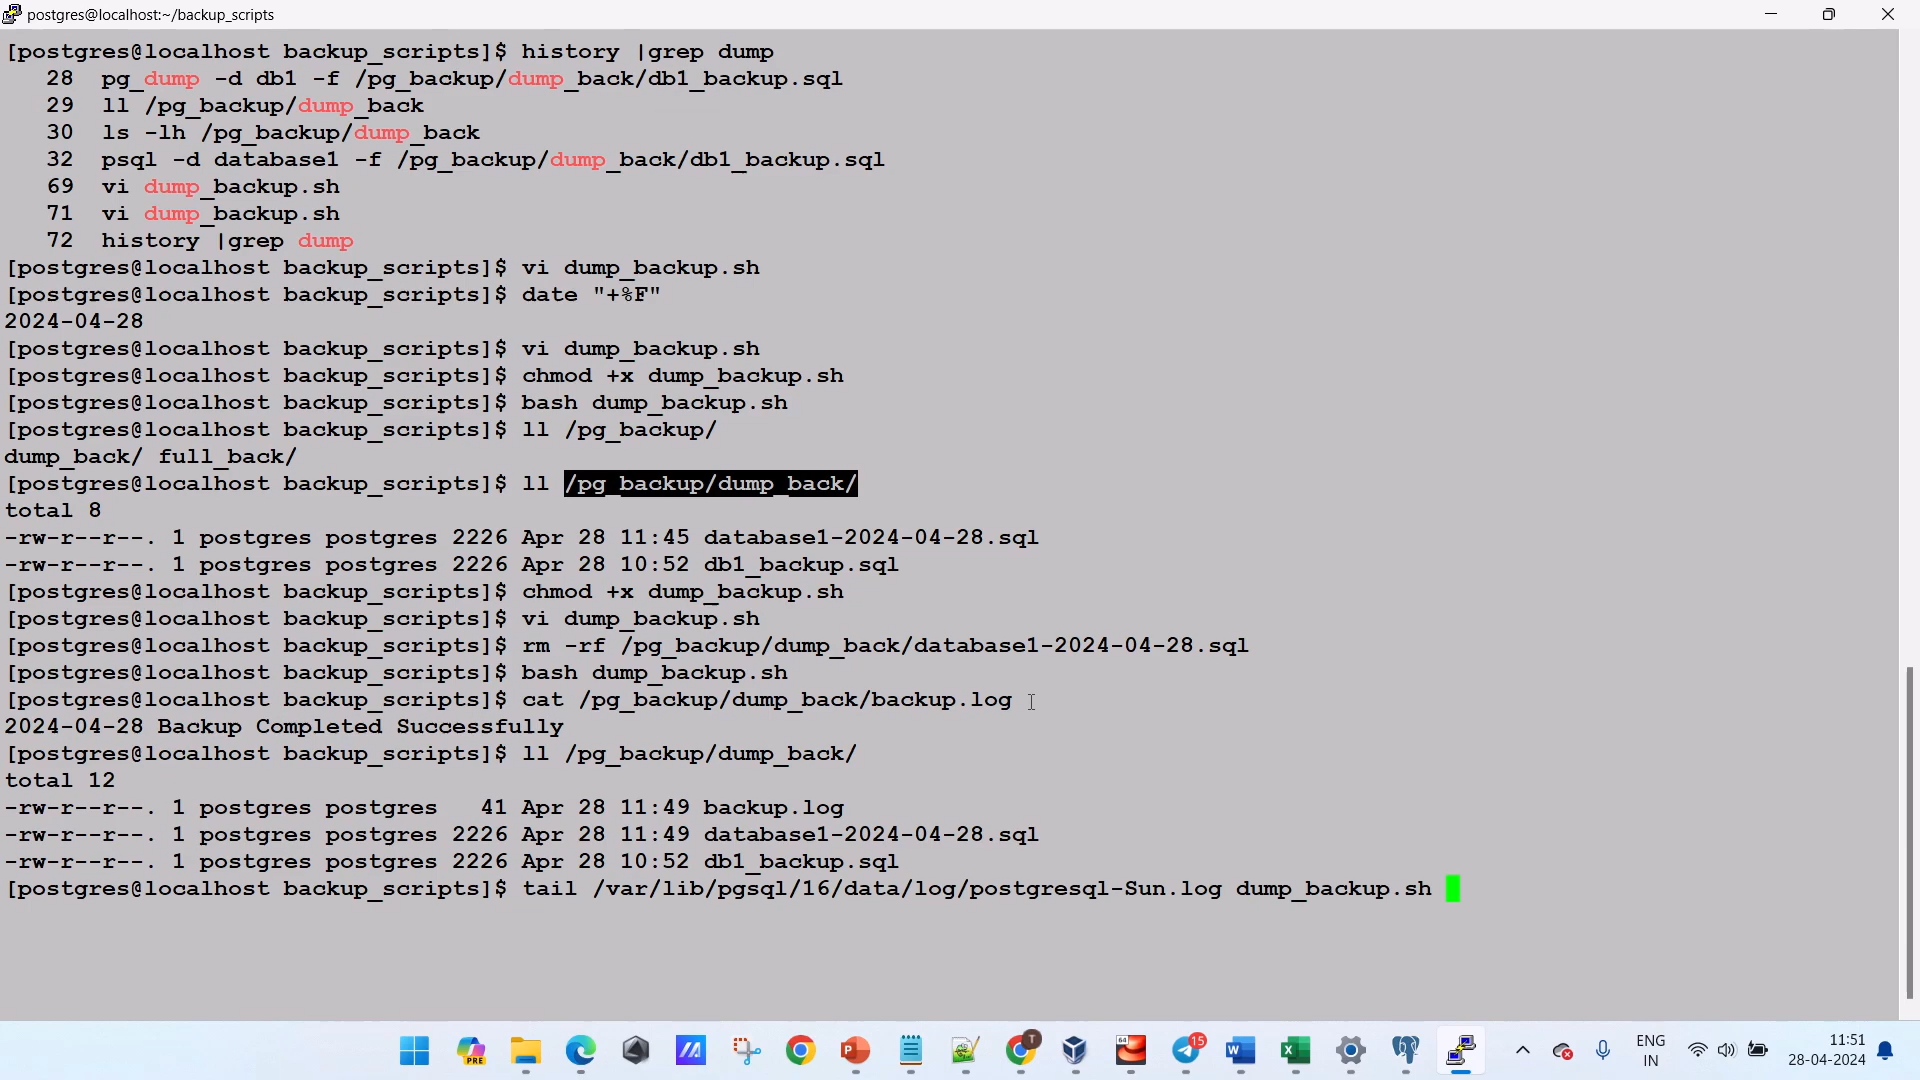 postgres@localhost:~/backup_scripts
[postgres@localhost backup_scripts]$ history |grep dump
28 pg_dump -d db1 -f /pg_backup/dump_back/db1_backup.sql
29 ll /pg_backup/dump_back
30 ls -lh /pg_backup/dump_back
32 psql -d database1 -f /pg_backup/dump_back/db1_backup.sql
69 vi dump_backup.sh
71 vi dump_backup.sh
72 history |grep dump
[postgres@localhost backup_scripts]$ vi dump_backup.sh
[postgres@localhost backup_scripts]$ date "+%F"
2024-04-28
[postgres@localhost backup_scripts]$ vi dump_backup.sh
[postgres@localhost backup_scripts]$ chmod +x dump_backup.sh
[postgres@localhost backup_scripts]$ bash dump_backup.sh
[postgres@localhost backup_scripts]$ ll /pg_backup/
dump_back/ full_back/
[postgres@localhost backup_scripts]$ ll /pg_backup/dump_back/
total 8
-rw-r--r--. 1 postgres postgres 2226 Apr 28 11:45 database1-2024-04-28.sql
-rw-r--r--. 1 postgres postgres 2226 Apr 28 10:52 db1_backup.sql
[postgres@localhost backup_scripts]$ chmod +x dump_backup.sh
[postgres@localhost backup_scripts]$ vi dump_backup.sh
[postgres@localhost backup_scripts]$ rm -rf /pg_backup/dump_back/database1-2024-04-28.sql
[postgres@localhost backup_scripts]$ bash dump_backup.sh
[postgres@localhost backup_scripts]$ cat /pg_backup/dump_back/backup.log
2024-04-28 Backup Completed Successfully
[postgres@localhost backup_scripts]$ ll /pg_backup/dump_back/
total 12
-rw-r--r--. 1 postgres postgres 41 Apr 28 11:49 backup.log
-rw-r--r--. 1 postgres postgres 2226 Apr 28 11:49 database1-2024-04-28.sql
-rw-r--r--. 1 postgres postgres 2226 Apr 28 10:52 db1_backup.sql
[postgres@localhost backup_scripts]$ tail /var/lib/pgsql/16/data/log/postgresql-Sun.log dump_backup.sh
PRE
64
T
15
ENG
IN
11:51
28-04-2024